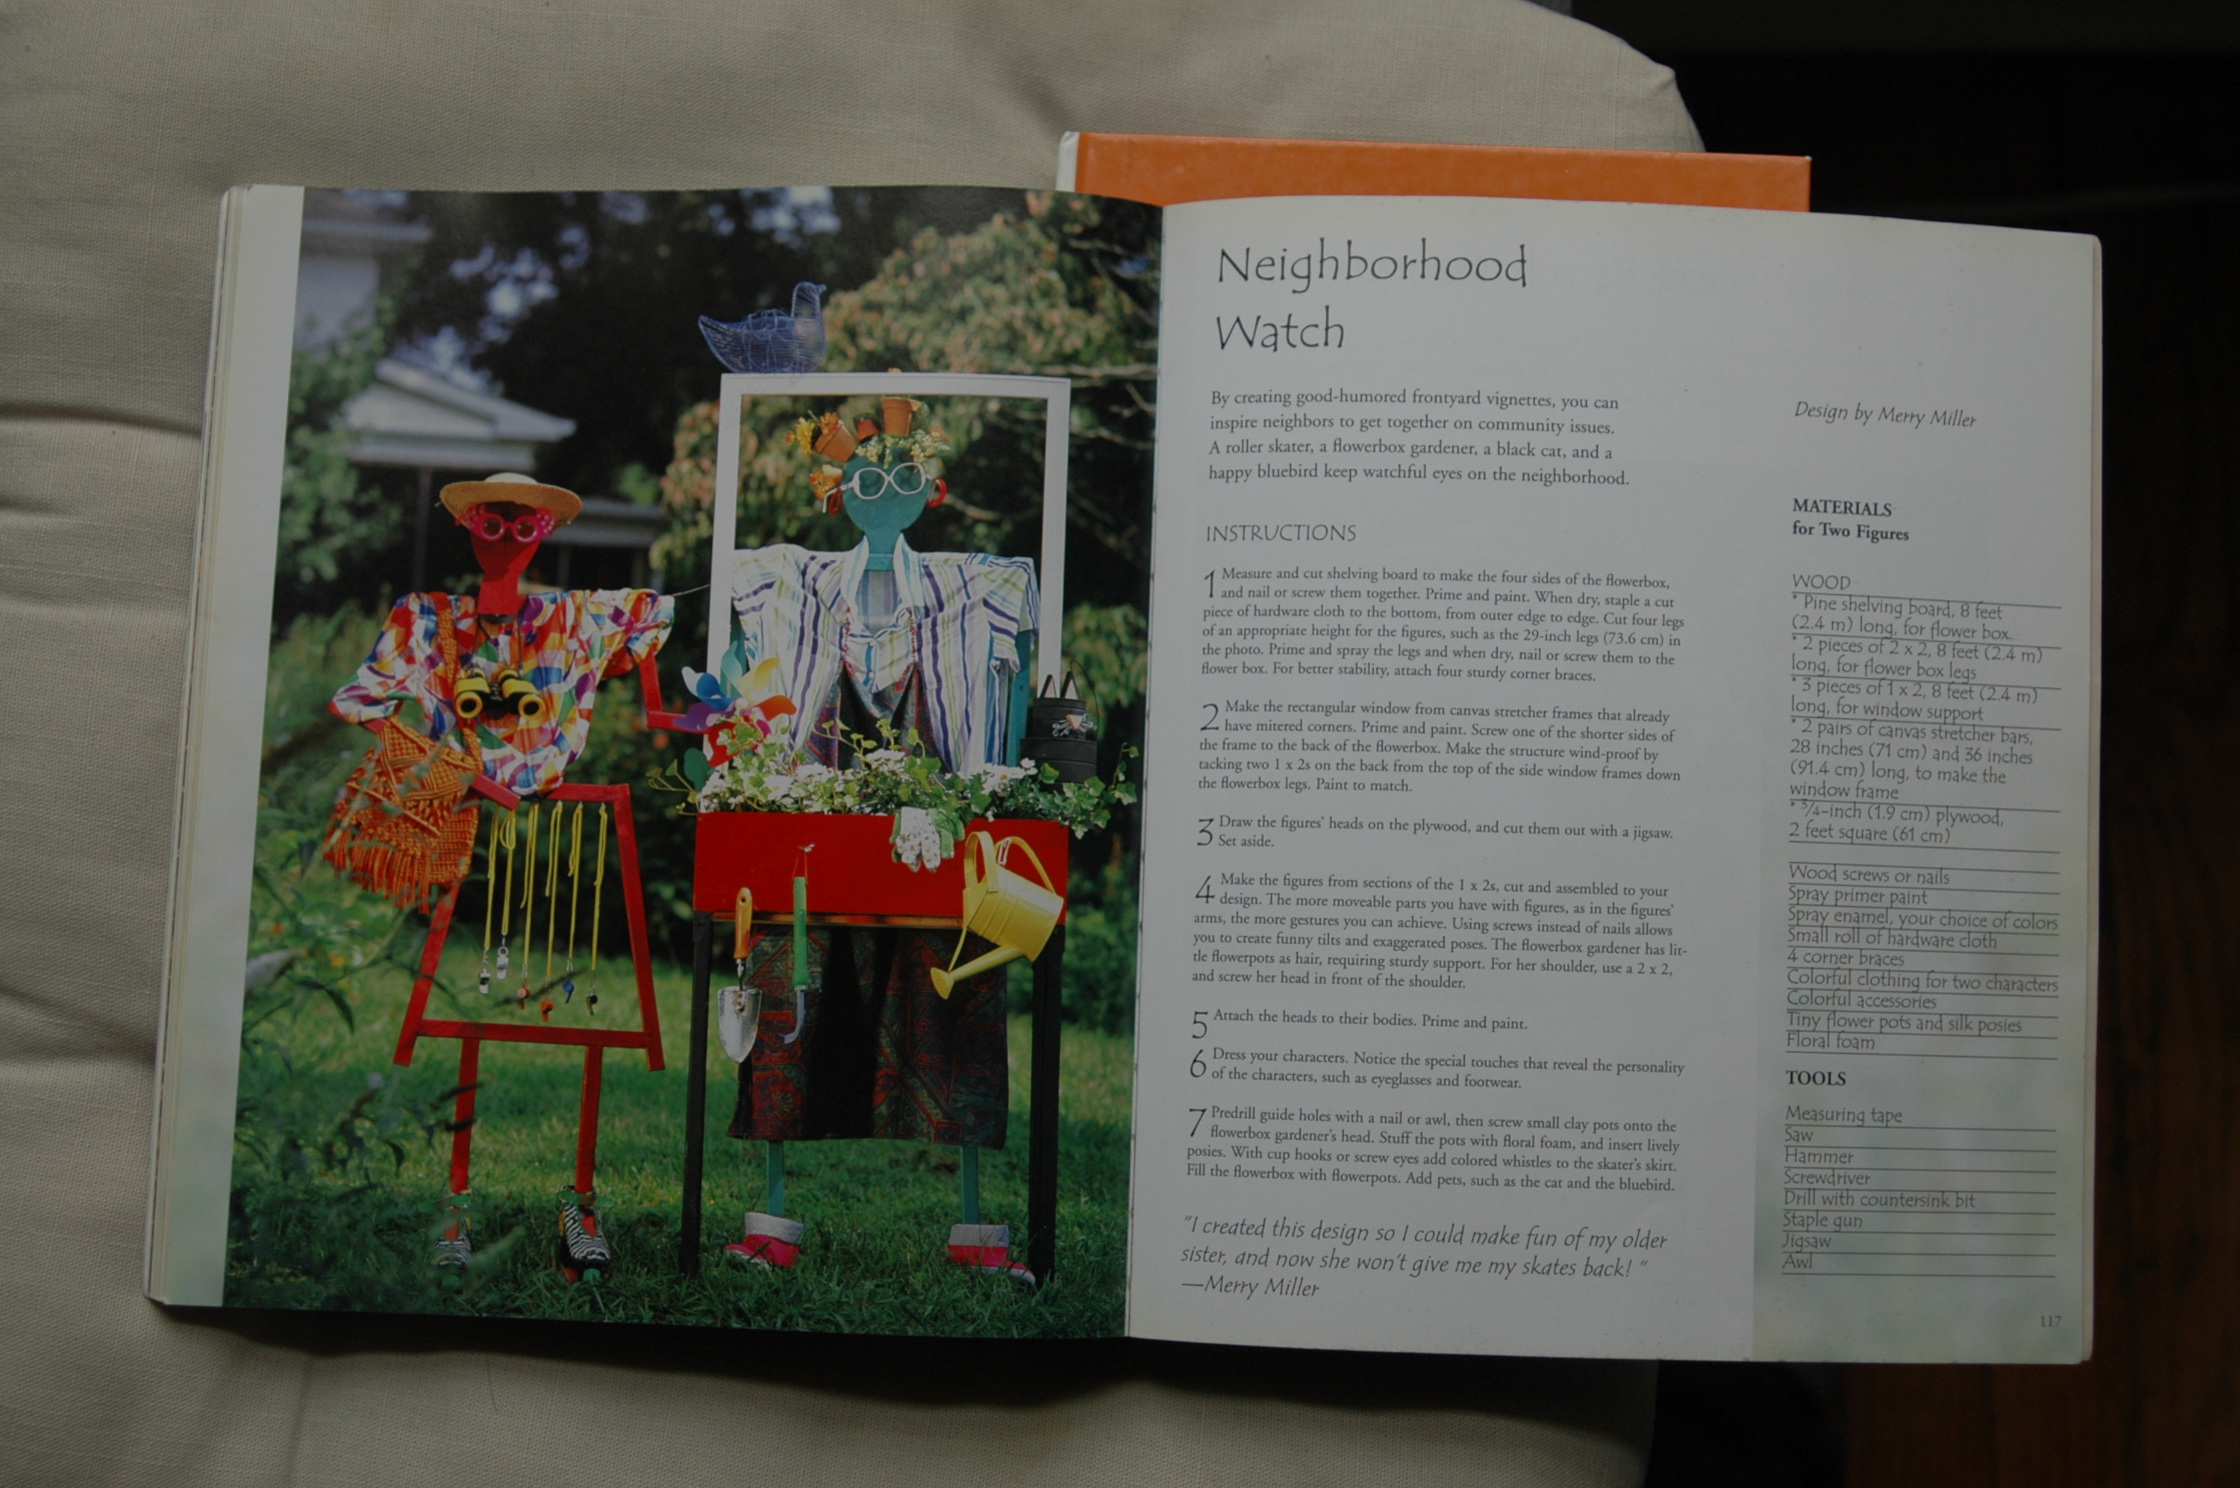 Neighborhood
Watch
By creating good-humored frontyard vignettes, you can
inspire neighbors to get together on community issues.
A roller skater, a flowerbox gardener, a black cat, and a
happy bluebird keep watchful eyes on the neighborhood.
INSTRUCTIONS
1 Measure and cut shelving board to make the four sides of the flowerbox,
and nail or screw them together. Prime and paint. When dry, staple a cut
piece of hardware cloth to the bottom, from outer edge to edge. Cut four legs
of an appropriate height for the figures, such as the 29-inch legs (73.6 cm) in
the photo. Prime and spray the legs and when dry, nail or screw them to the
flower box. For better stability, attach four sturdy corner braces.
2 Make the rectangular window from canvas stretcher frames that already
have mitered corners. Prime and paint. Screw one of the shorter sides of
the frame to the back of the flowerbox. Make the structure wind-proof by
tacking two 1 x 2s on the back from the top of the side window frames down
the flowerbox legs. Paint to match.
3 Draw the figures' heads on the plywood, and cut them out with a jigsaw.
Set aside.
4 Make the figures from sections of the 1 x 2s, cut and assembled to your
design. The more moveable parts you have with figures, as in the figures'
arms, the more gestures you can achieve. Using screws instead of nails allows
you to create funny tilts and exaggerated poses. The flowerbox gardener has lit-
tle flowerpots as hair, requiring sturdy support. For her shoulder, use a 2 x 2,
and screw her head in front of the shoulder.
5 Attach the heads to their bodies. Prime and paint.
6 Dress your characters. Notice the special touches that reveal the personality
of the characters, such as eyeglasses and footwear.
7 Predrill guide holes with a nail or awl, then screw small clay pots onto the
flowerbox gardener's head. Stuff the pots with floral foam, and insert lively
posies. With cup hooks or screw eyes add colored whistles to the skater's skirt.
Fill the flowerbox with flowerpots. Add pets, such as the cat and the bluebird.
"I created this design so I could make fun of my older
sister, and now she won't give me my skates back! "
—Merry Miller
Design by Merry Miller
MATERIALS
for Two Figures
WOOD
* Pine shelving board, 8 feet
(2.4 m) long, for flower box
* 2 pieces of 2 x 2, 8 feet (2.4 m)
long, for flower box legs
* 3 pieces of 1 x 2, 8 feet (2.4 m)
long, for window support
* 2 pairs of canvas stretcher bars,
28 inches (71 cm) and 36 inches
(91.4 cm) long, to make the
window frame
* 3/4-inch (1.9 cm) plywood,
2 feet square (61 cm)
Wood screws or nails
Spray primer paint
Spray enamel, your choice of colors
Small roll of hardware cloth
4 corner braces
Colorful clothing for two characters
Colorful accessories
Tiny flower pots and silk posies
Floral foam
TOOLS
Measuring tape
Saw
Hammer
Screwdriver
Drill with countersink bit
Staple gun
Jigsaw
Awl
117